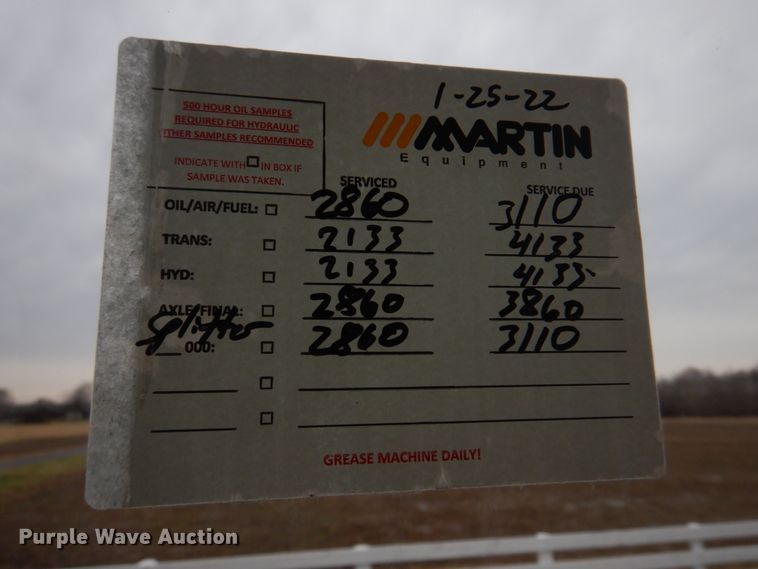 1-25-22
500 HOUR OIL SAMPLES
REQUIRED FOR HYDRAULIC
OTHER SAMPLES RECOMMENDED
INDICATE WITH IN BOX IF
SAMPLE WAS TAKEN.
MARTIN
Equipment
SERVICED SERVICE DUE
OIL/AIR/FUEL: 2860 3110
TRANS: 2133 4133
HYD: 2133 4133
AXLE/FINAL: 2860 3860
splitter
000: 2860 3110
GREASE MACHINE DAILY!
Purple Wave Auction